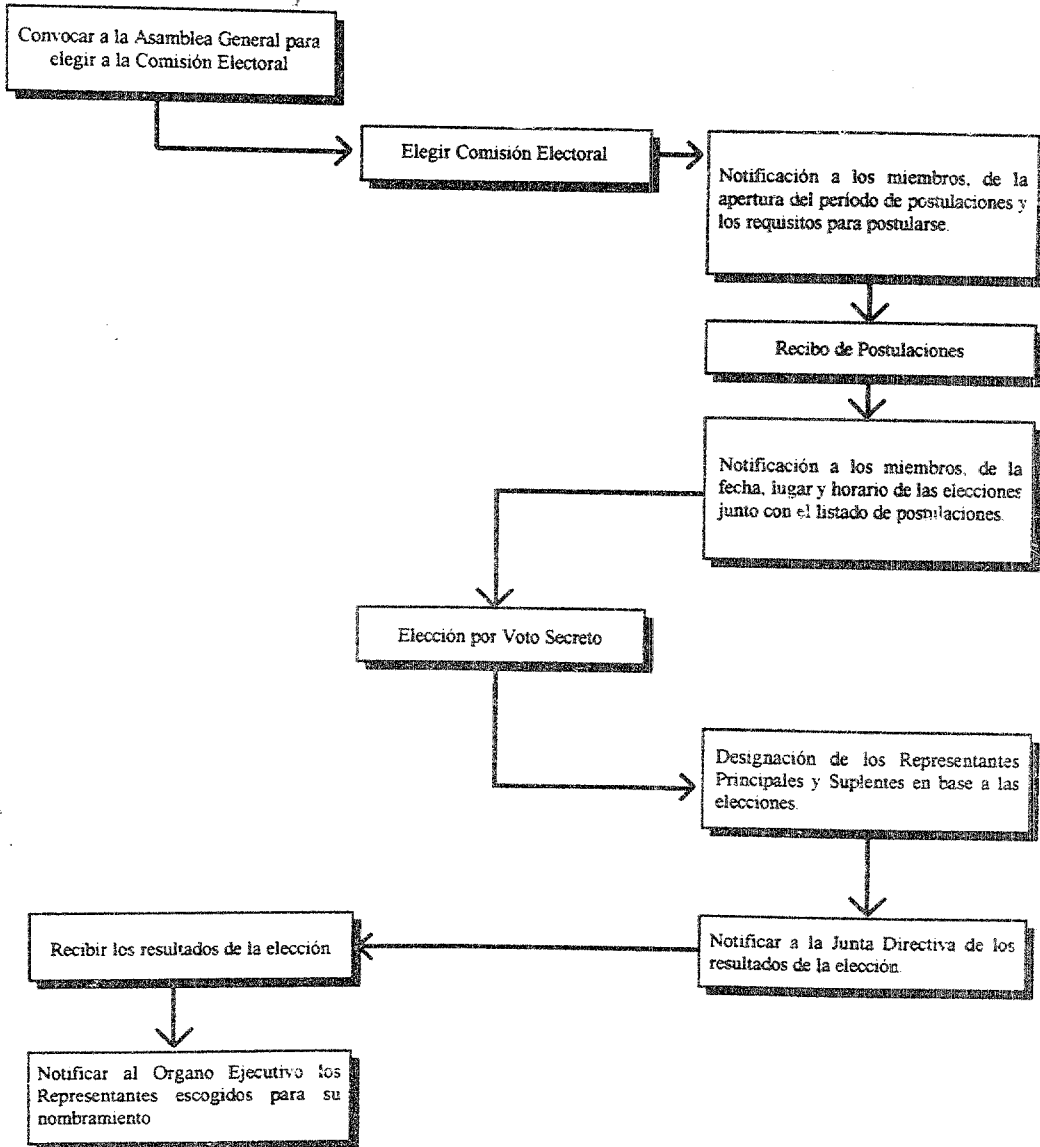 Convocar a la Asamblea General para
elegir a la Comisión Electoral
Elegir Comisión Electoral
Notificación a los miembros, de la
apertura del período de postulaciones y
los requisitos para postularse.
Recibo de Postulaciones
Notificación a los miembros, de la
fecha, lugar y horario de las elecciones
junto con el listado de postulaciones.
Elección por Voto Secreto
Designación de los Representantes
Principales y Suplentes en base a las
elecciones.
Notificar a la Junta Directiva de los
resultados de la elección.
Recibir los resultados de la elección
Notificar al Organo Ejecutivo los
Representantes escogidos para su
nombramiento